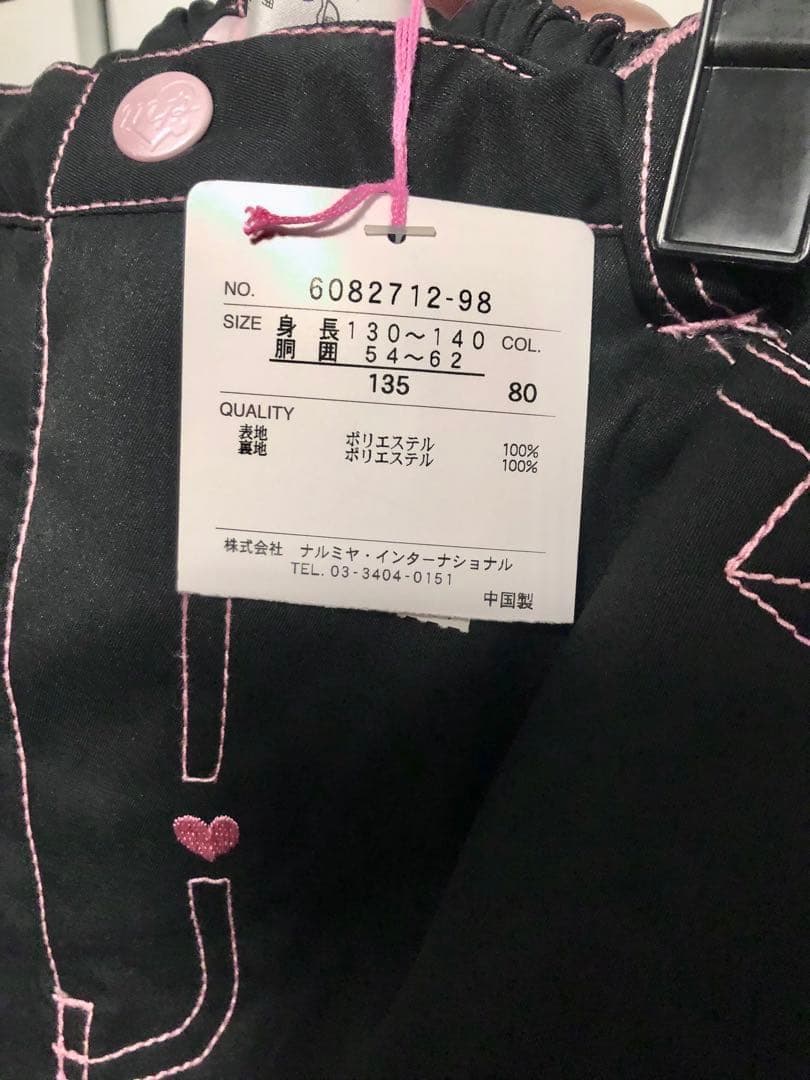 NO. 6082712-98
SIZE 身長130〜140 COL.
胴囲 54〜62
135 80
QUALITY
表地 ポリエステル 100%
裏地 ポリエステル 100%
株式会社 ナルミヤ・インターナショナル
TEL. 03-3404-0151
中国製